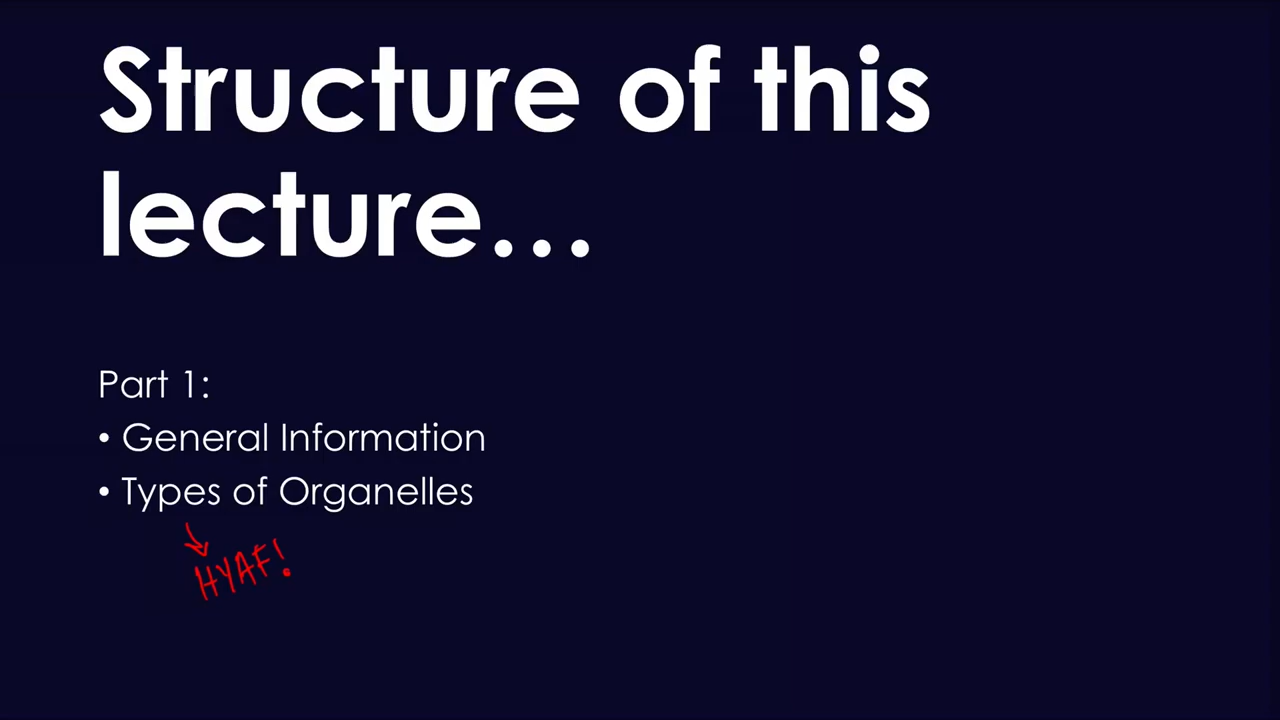 Structure of this
lecture...
Part 1:
• General Information
• Types of Organelles
HYAF!